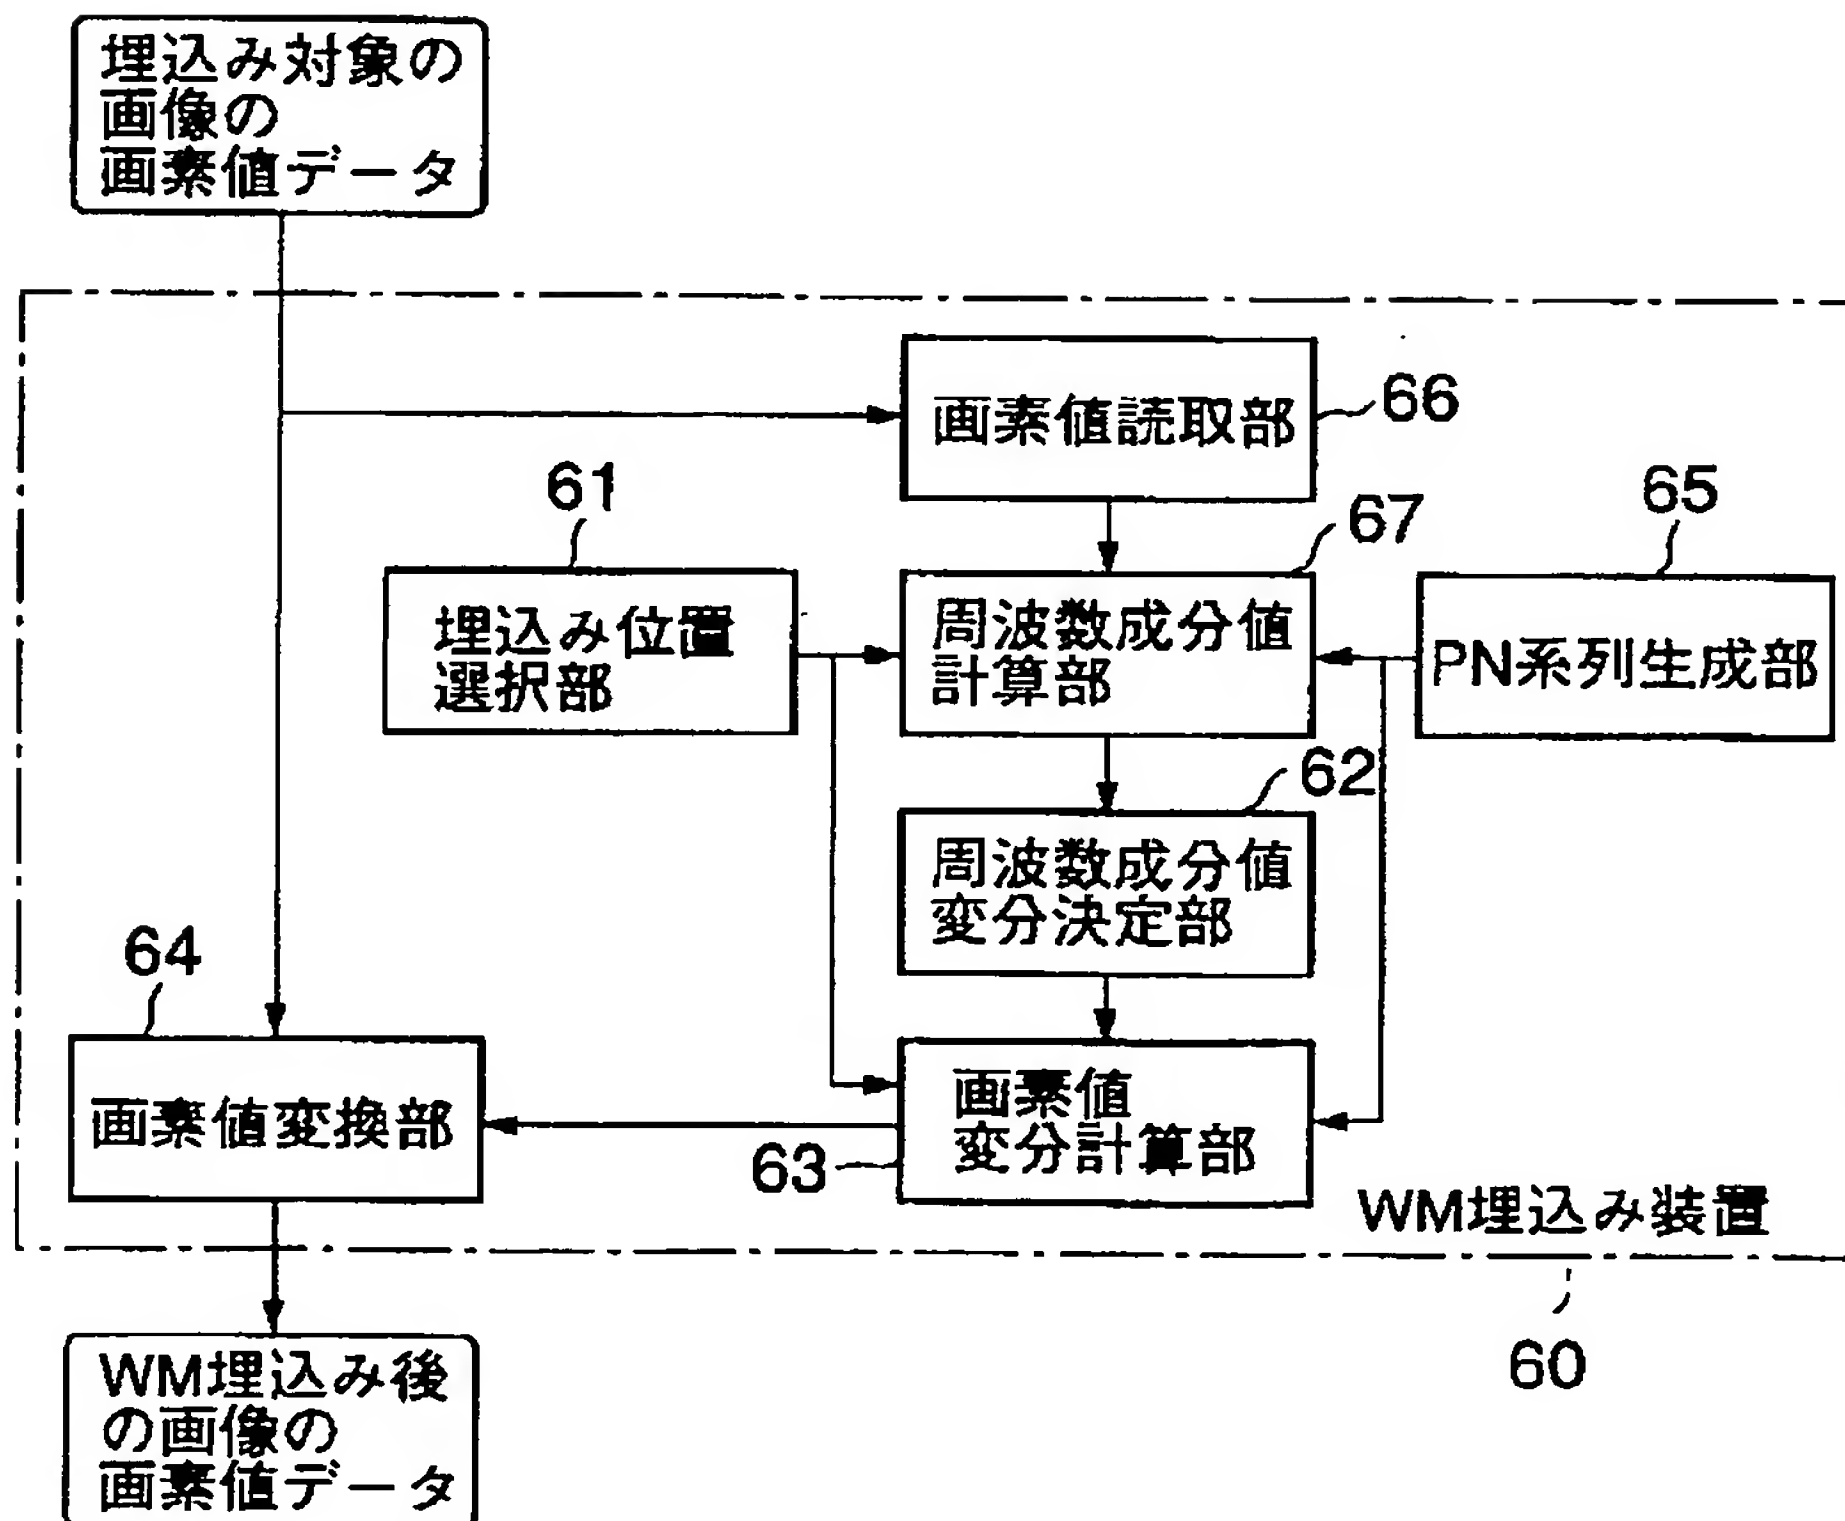 埋込み対象の
画像の
画素値データ
画素値読取部
66
61
埋込み位置
選択部
67
周波数成分値
計算部
65
PN系列生成部
62
周波数成分値
変分決定部
64
画素値変換部
63
画素値
変分計算部
WM埋込み装置
60
WM埋込み後
の画像の
画素値データ